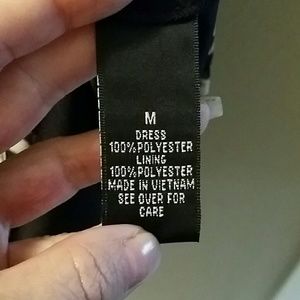 M
DRESS
100%POLYESTER
LINING
100%POLYESTER
MADE IN VIETNAM
SEE OVER FOR
CARE